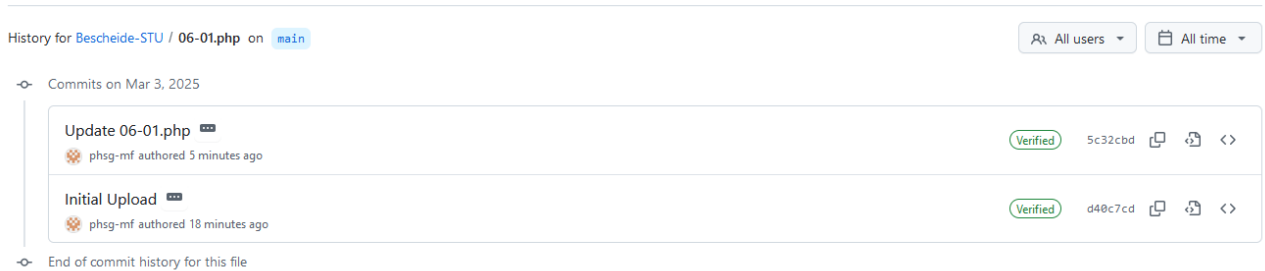 History for Bescheide-STU / 06-01.php on main
All users
All time
Commits on Mar 3, 2025
Update 06-01.php
Verified
5c32cbd
phsg-mf authored 5 minutes ago
Initial Upload
Verified
d40c7cd
phsg-mf authored 18 minutes ago
End of commit history for this file